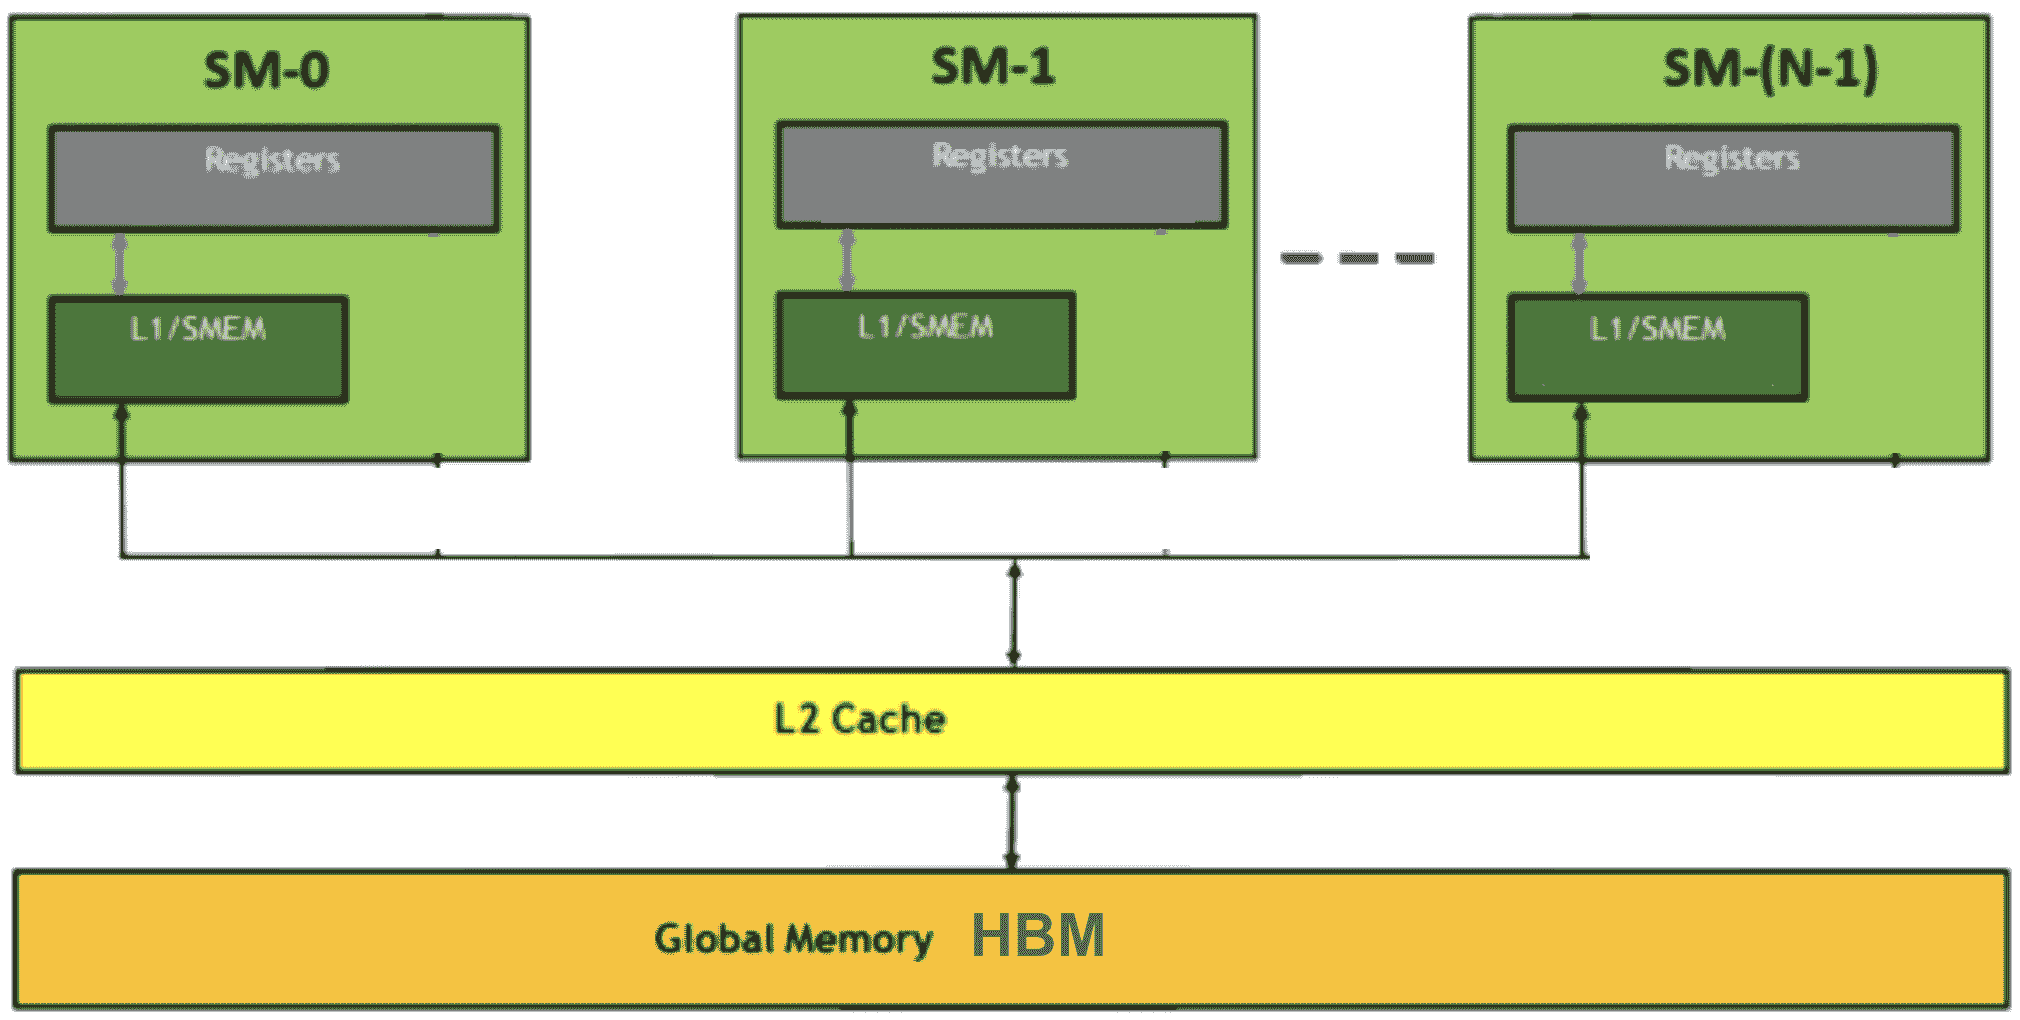 SM-0
SM-1
SM-(N-1)
Registers
Registers
Registers
L1/SMEM
L1/SMEM
L1/SMEM
L2 Cache
Global Memory HBM